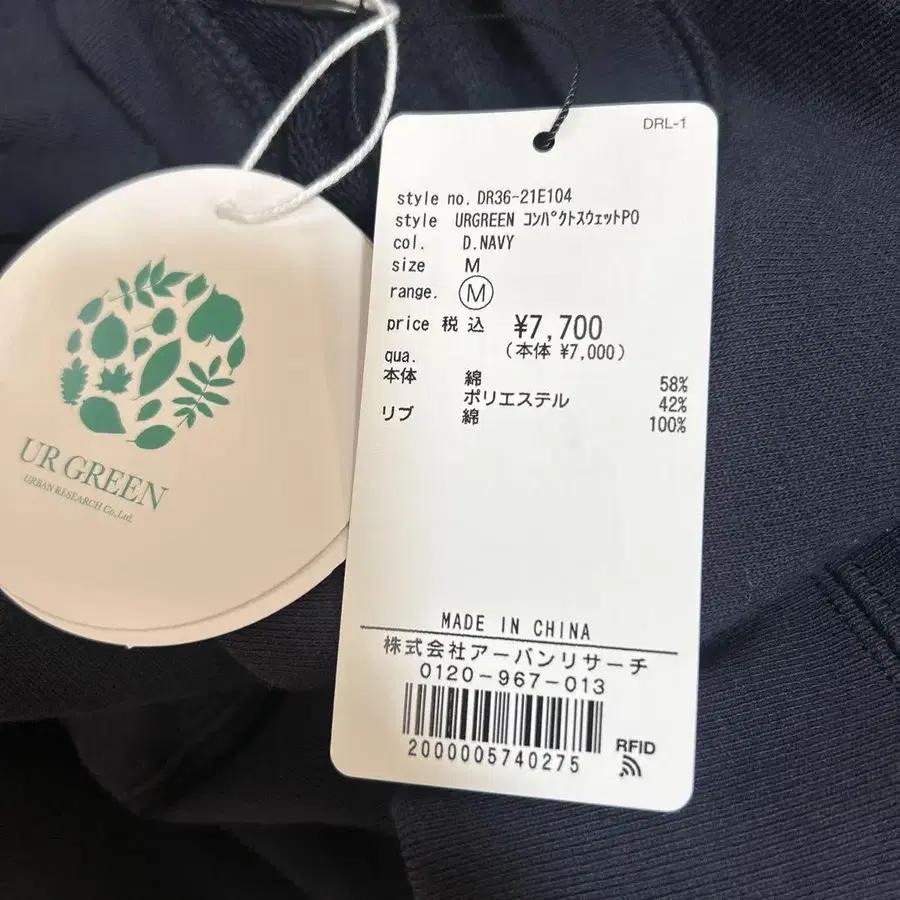 UR GREEN
URBAN RESEARCH Co.,Ltd.
DRL-1
style no. DR36-21E104
style URGREEN ｺﾝﾊﾟｸﾄｽｳｪｯﾄPO
col. D.NAVY
size M
range. M
price 税込 ¥7,700
(本体 ¥7,000)
qua.
本体 綿 58%
ポリエステル 42%
リブ 綿 100%
MADE IN CHINA
株式会社アーバンリサーチ
0120-967-013
2000005740275
RFID